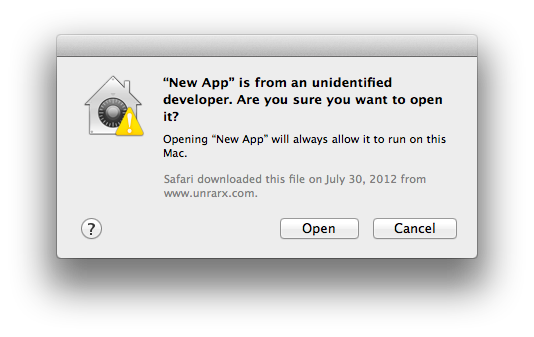 “New App” is from an unidentified
developer. Are you sure you want to open
it?
Opening “New App” will always allow it to run on this
Mac.
Safari downloaded this file on July 30, 2012 from
www.unrarx.com.
?
Open
Cancel